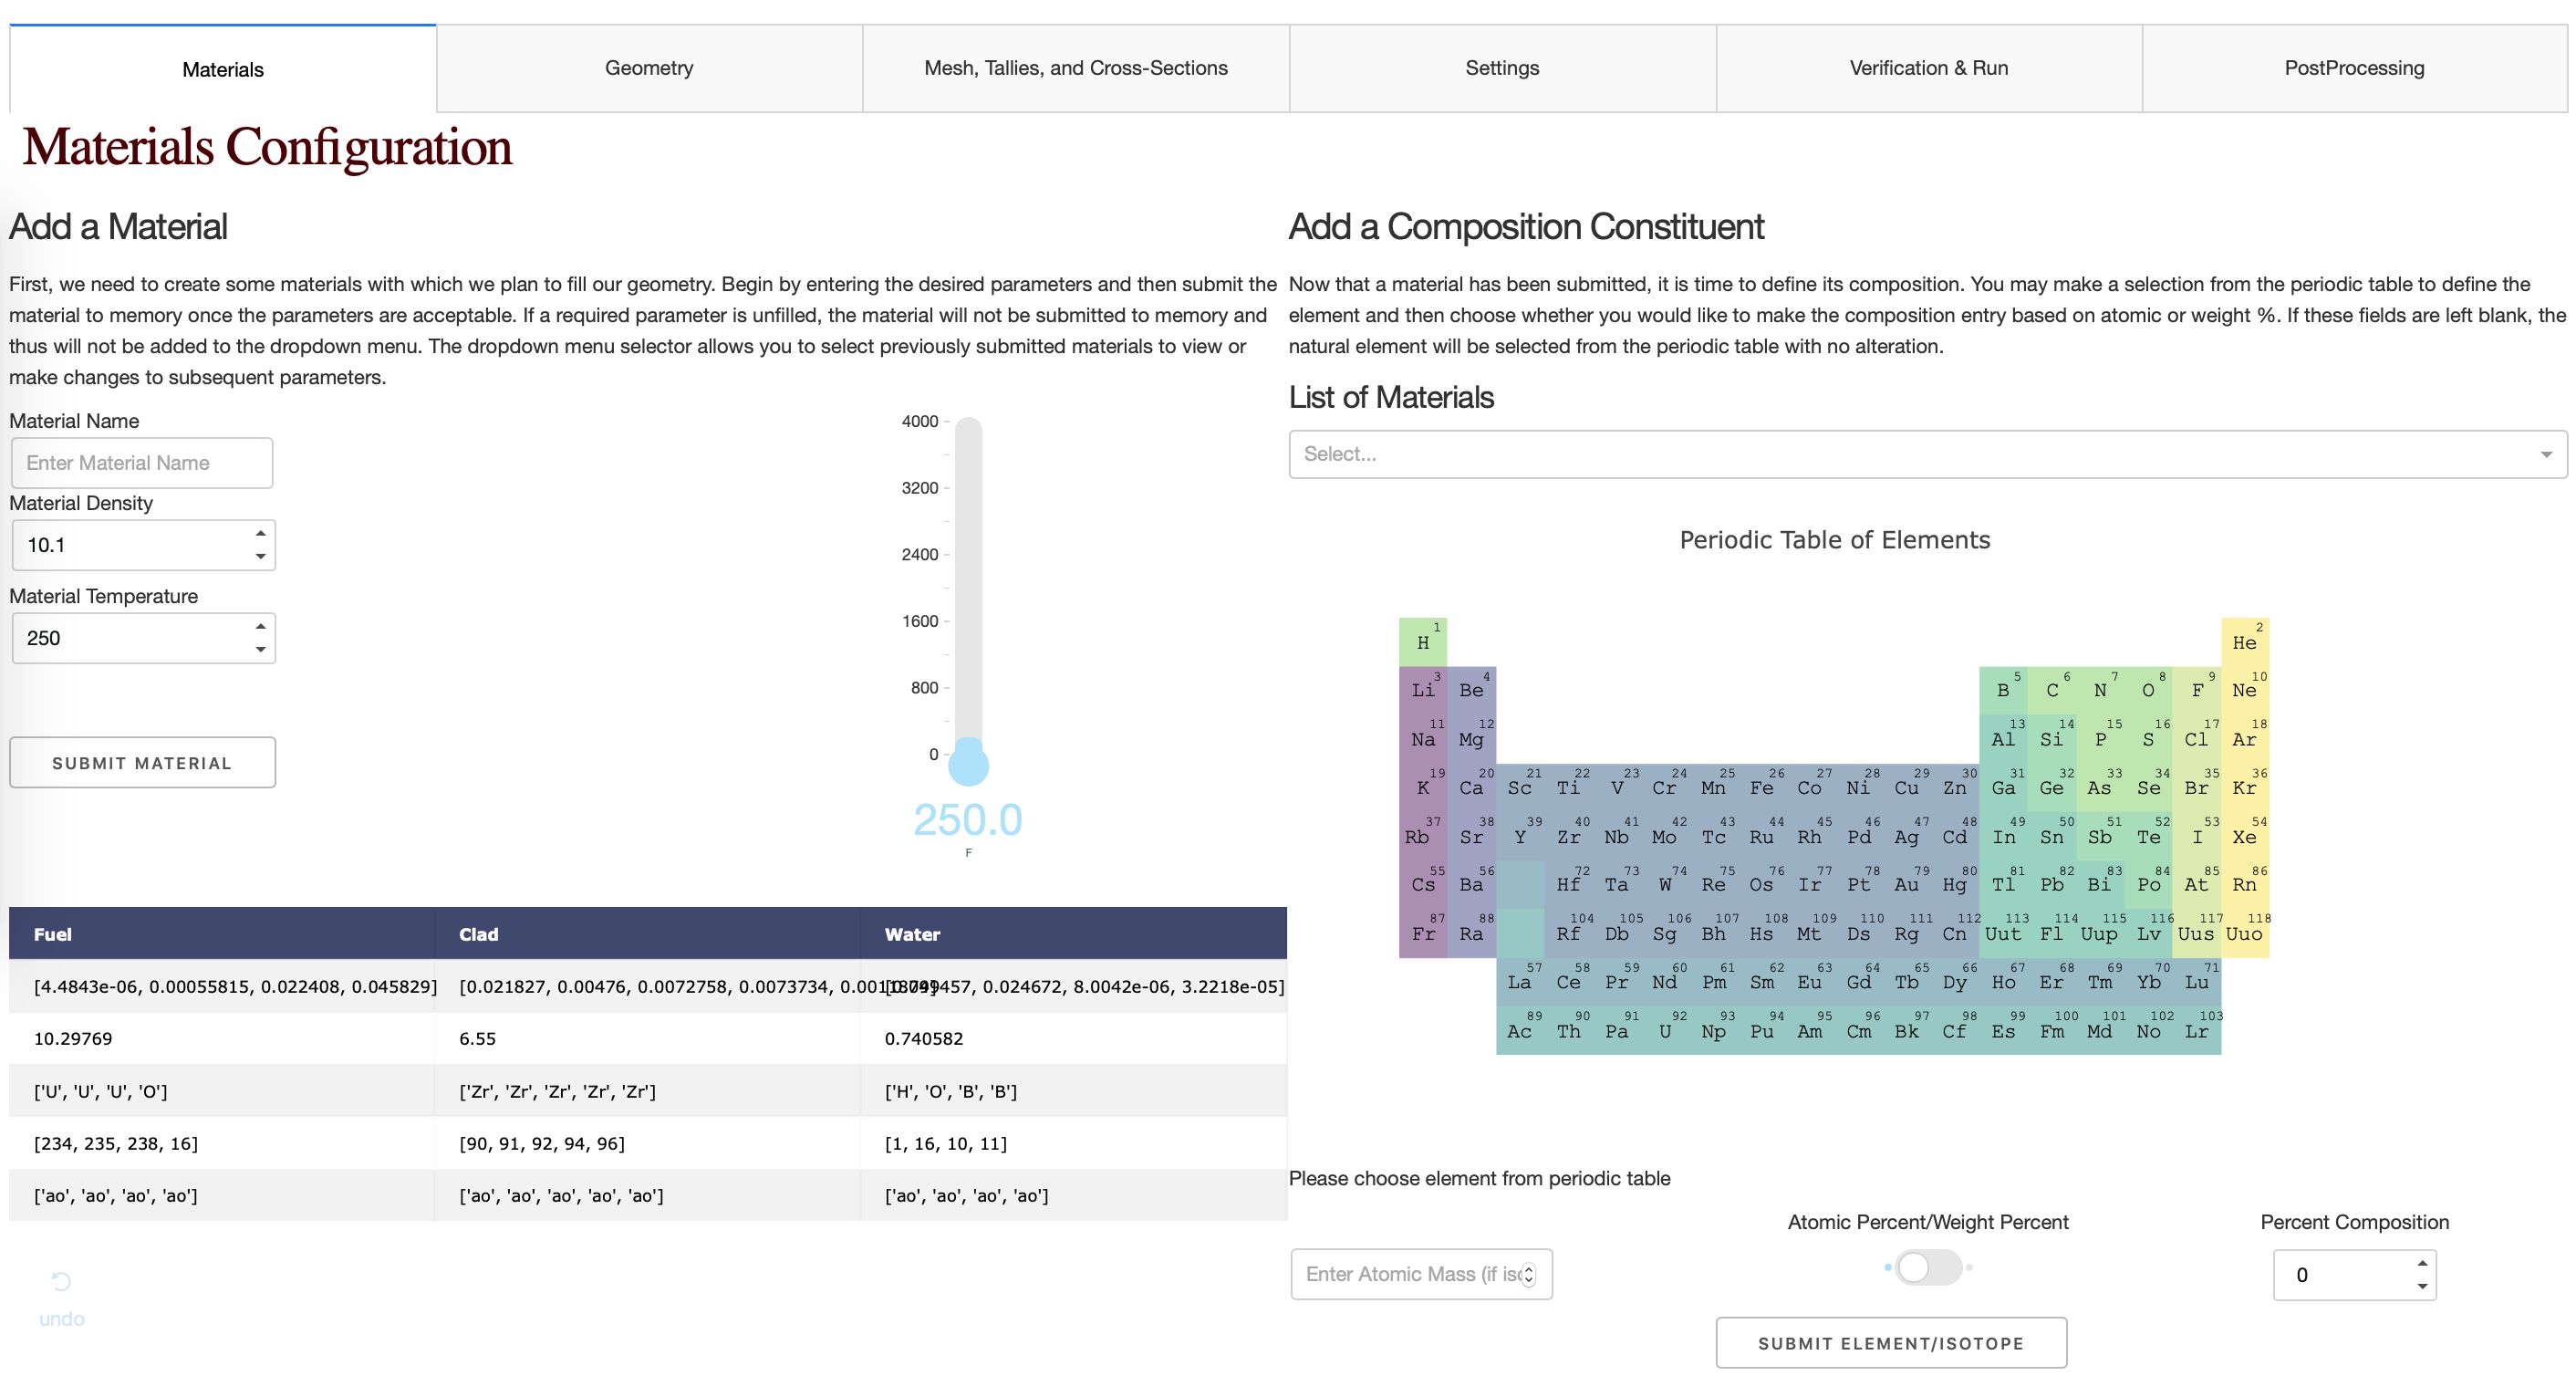 Materials
Geometry
Mesh, Tallies, and Cross-Sections
Settings
Verification & Run
PostProcessing
Materials Configuration
Add a Material
First, we need to create some materials with which we plan to fill our geometry. Begin by entering the desired parameters and then submit the
material to memory once the parameters are acceptable. If a required parameter is unfilled, the material will not be submitted to memory and
thus will not be added to the dropdown menu. The dropdown menu selector allows you to select previously submitted materials to view or
make changes to subsequent parameters.
Material Name
Enter Material Name
Material Density
10.1
Material Temperature
250
SUBMIT MATERIAL
4000
3200
2400
1600
800
0
250.0
F
Fuel Clad Water
[4.4843e-06, 0.00055815, 0.022408, 0.045829] [0.021827, 0.00476, 0.0072758, 0.0073734, 0.024672, 8.0042e-06, 3.2218e-05]
10.29769 6.55 0.740582
['U', 'U', 'U', 'O'] ['Zr', 'Zr', 'Zr', 'Zr', 'Zr'] ['H', 'O', 'B', 'B']
[234, 235, 238, 16] [90, 91, 92, 94, 96] [1, 16, 10, 11]
['ao', 'ao', 'ao', 'ao'] ['ao', 'ao', 'ao', 'ao', 'ao'] ['ao', 'ao', 'ao', 'ao']
undo
Add a Composition Constituent
Now that a material has been submitted, it is time to define its composition. You may make a selection from the periodic table to define the
element and then choose whether you would like to make the composition entry based on atomic or weight %. If these fields are left blank, the
natural element will be selected from the periodic table with no alteration.
List of Materials
Select...
Periodic Table of Elements
1 2
H He
3 4 5 6 7 8 9 10
Li Be B C N O F Ne
11 12 13 14 15 16 17 18
Na Mg Al Si P S Cl Ar
19 20 21 22 23 24 25 26 27 28 29 30 31 32 33 34 35 36
K Ca Sc Ti V Cr Mn Fe Co Ni Cu Zn Ga Ge As Se Br Kr
37 38 39 40 41 42 43 44 45 46 47 48 49 50 51 52 53 54
Rb Sr Y Zr Nb Mo Tc Ru Rh Pd Ag Cd In Sn Sb Te I Xe
55 56 72 73 74 75 76 77 78 79 80 81 82 83 84 85 86
Cs Ba Hf Ta W Re Os Ir Pt Au Hg Tl Pb Bi Po At Rn
87 88 104 105 106 107 108 109 110 111 112 113 114 115 116 117 118
Fr Ra Rf Db Sg Bh Hs Mt Ds Rg Cn Uut Fl Uup Lv Uus Uuo
57 58 59 60 61 62 63 64 65 66 67 68 69 70 71
La Ce Pr Nd Pm Sm Eu Gd Tb Dy Ho Er Tm Yb Lu
89 90 91 92 93 94 95 96 97 98 99 100 101 102 103
Ac Th Pa U Np Pu Am Cm Bk Cf Es Fm Md No Lr
Please choose element from periodic table
Enter Atomic Mass (if iso
Atomic Percent/Weight Percent
Percent Composition
0
SUBMIT ELEMENT/ISOTOPE